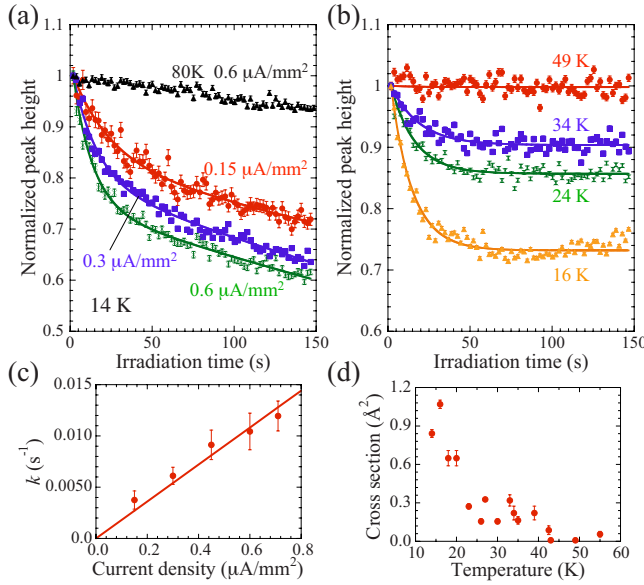 (a)
Normalized peak height
1.1
1
0.9
0.8
0.7
0.6
0.5
80K 0.6 μA/mm²
0.15 μA/mm²
0.3 μA/mm²
0.6 μA/mm²
14 K
0 50 100 150
Irradiation time (s)
(b)
Normalized peak height
1.1
1
0.9
0.8
0.7
0.6
49 K
34 K
24 K
16 K
0 50 100 150
Irradiation time (s)
(c)
k (s⁻¹)
0.015
0.010
0.0050
0.0
0.0 0.2 0.4 0.6 0.8
Current density (μA/mm²)
(d)
Cross section (Å²)
1.2
0.9
0.6
0.3
0
10 20 30 40 50 60
Temperature (K)